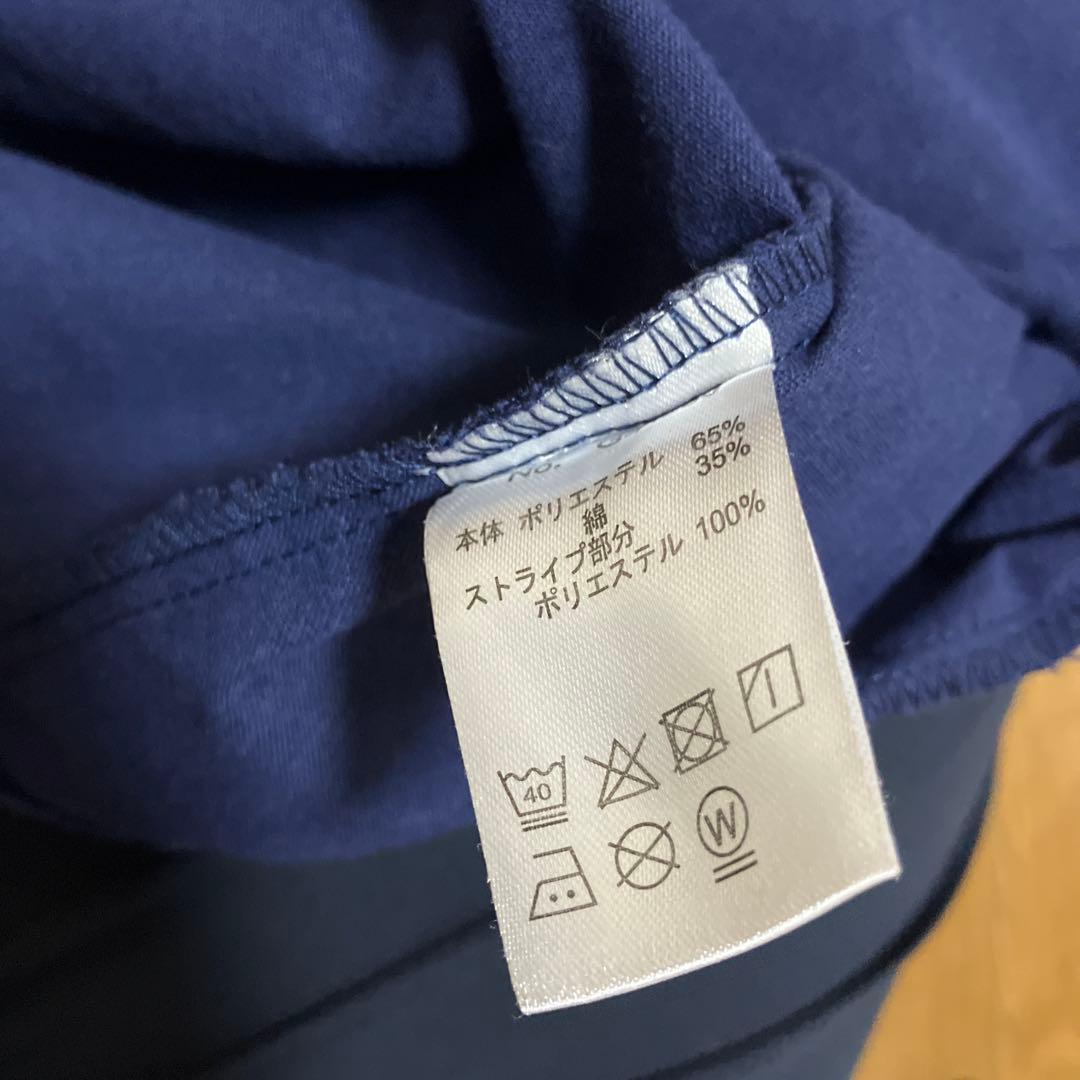 本体 ポリエステル 65%
綿 35%
ストライプ部分
ポリエステル 100%
40
W